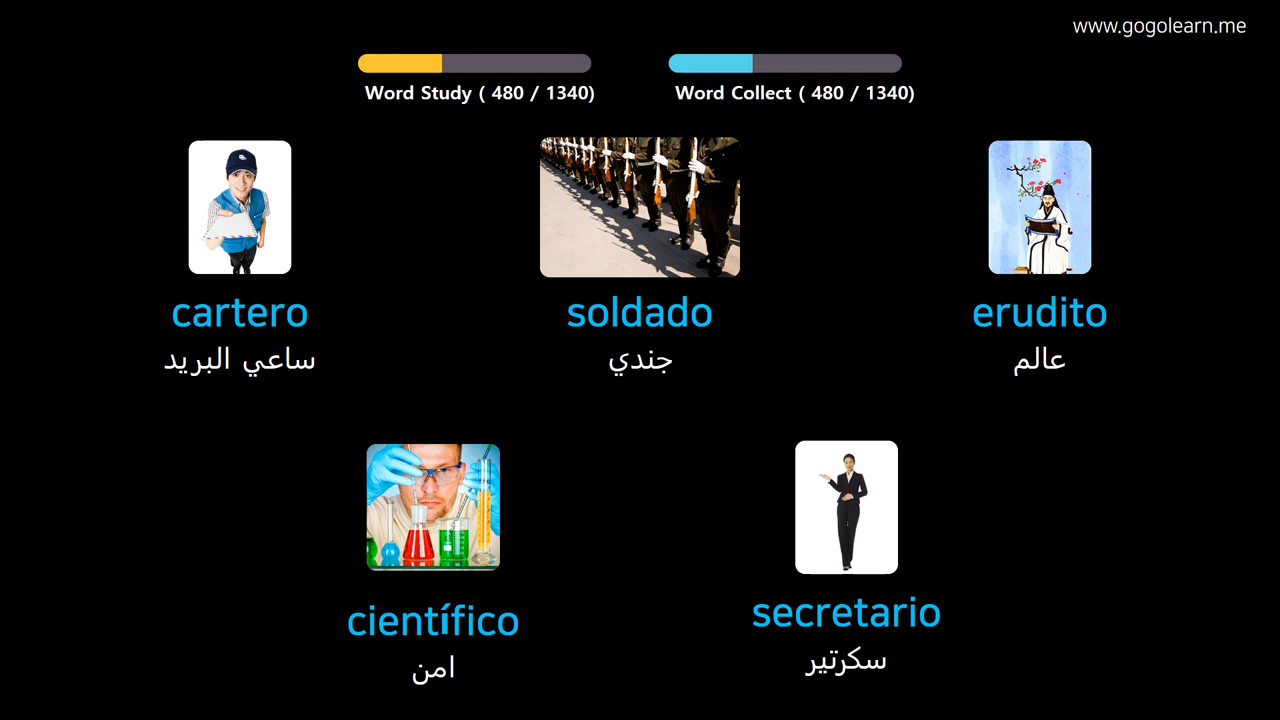 www.gogolearn.me
Word Study ( 480 / 1340)
Word Collect ( 480 / 1340)
cartero
ساعي البريد
soldado
جندي
erudito
عالم
científico
امن
secretario
سكرتير